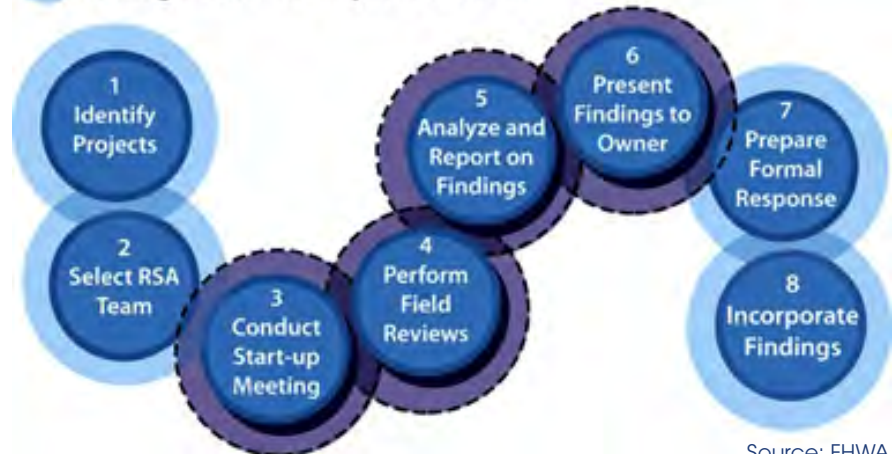 1
Identify
Projects
2
Select RSA
Team
3
Conduct
Start-up
Meeting
4
Perform
Field
Reviews
5
Analyze and
Report on
Findings
6
Present
Findings to
Owner
7
Prepare
Formal
Response
8
Incorporate
Findings
Source: FHWA